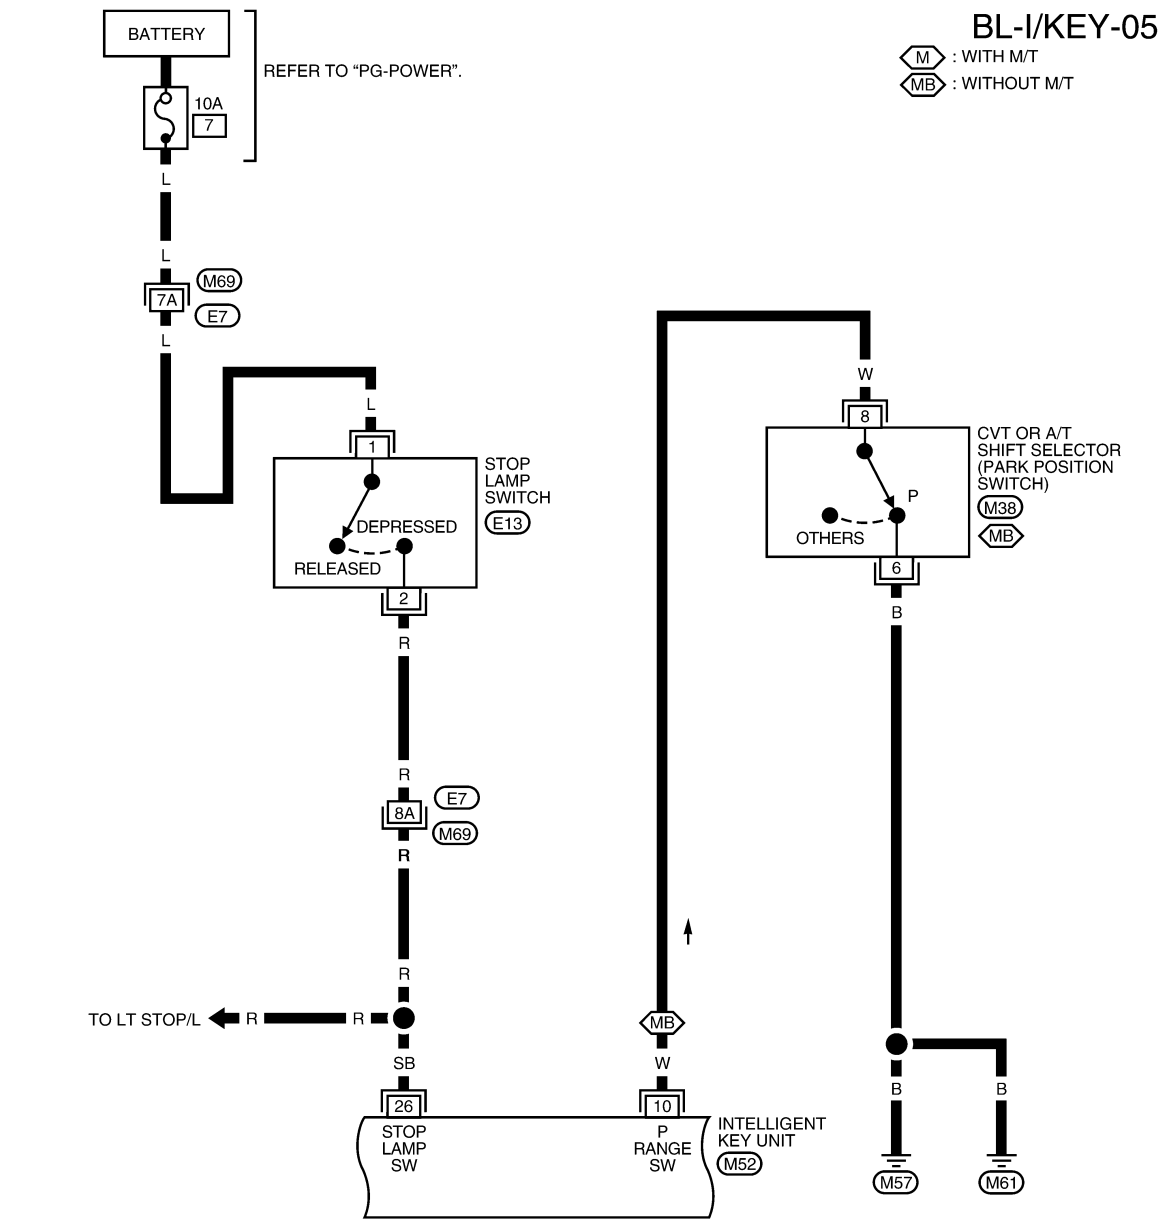 BL-I/KEY-05
M : WITH M/T
MB : WITHOUT M/T
BATTERY
REFER TO “PG-POWER”.
10A
7
L
L
M69
7A
E7
L
L
1
STOP
LAMP
SWITCH
E13
DEPRESSED
RELEASED
2
R
R
E7
8A
M69
R
R
TO LT STOP/L
R
R
SB
26
STOP
LAMP
SW
W
8
CVT OR A/T
SHIFT SELECTOR
(PARK POSITION
SWITCH)
M38
MB
P
OTHERS
6
B
MB
W
10
P
RANGE
SW
INTELLIGENT
KEY UNIT
M52
B
B
M57
M61